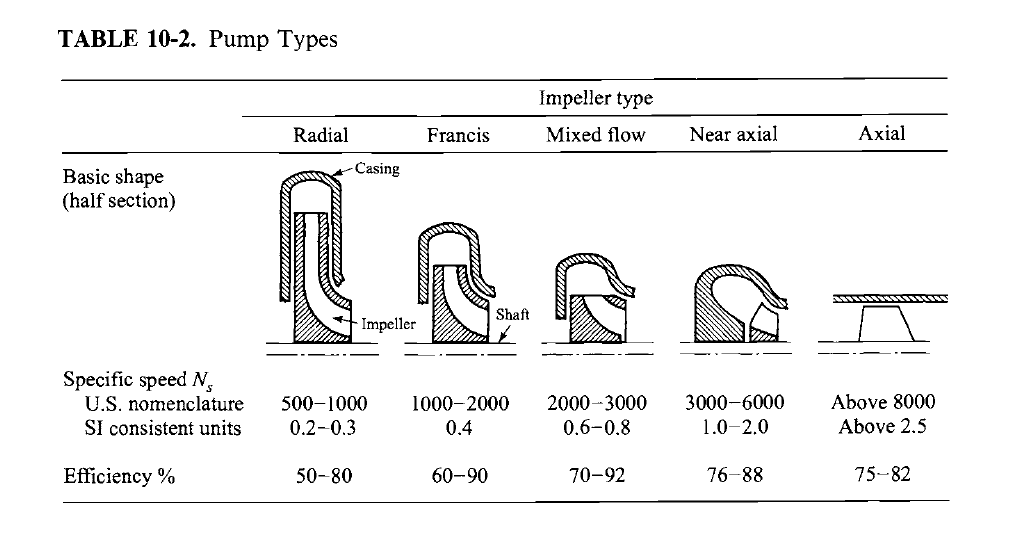 TABLE 10-2. Pump Types
Impeller type
Radial Francis Mixed flow Near axial Axial
Basic shape
(half section)
Casing
Impeller
Shaft
Specific speed Ns
U.S. nomenclature 500-1000 1000-2000 2000-3000 3000-6000 Above 8000
SI consistent units 0.2-0.3 0.4 0.6-0.8 1.0-2.0 Above 2.5
Efficiency % 50-80 60-90 70-92 76-88 75-82